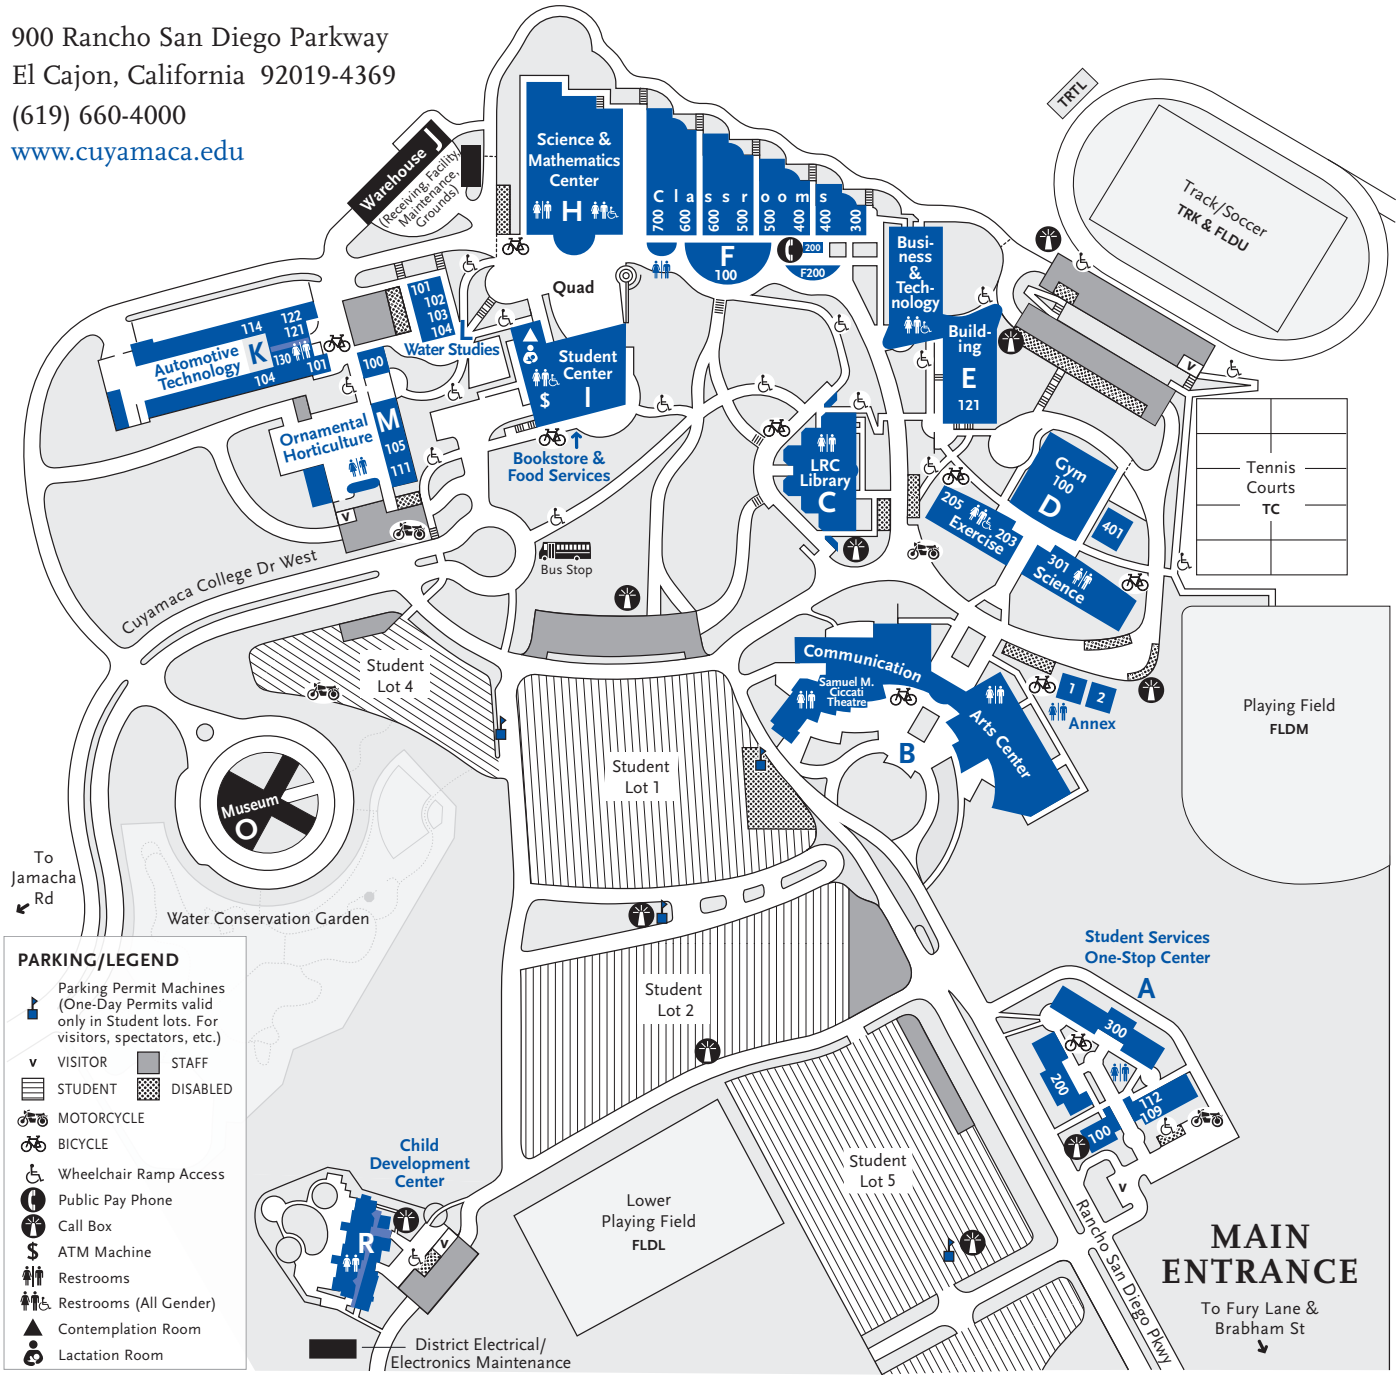 900 Rancho San Diego Parkway
El Cajon, California 92019-4369
(619) 660-4000
www.cuyamaca.edu
TRTL
Track/Soccer
TRK & FLDU
Warehouse J
(Receiving, Facility,
Maintenance,
Grounds)
Science &
Mathematics
Center
H
Classrooms
700
600
600
500
500
400
400
300
F
100
200
F200
Quad
Busi-
ness
&
Tech-
nology
Build-
ing
E
121
101
102
103
104
L
Water Studies
114
122
121
Automotive
Technology
K
130
101
104
100
Student
Center
I
$
Ornamental
Horticulture
M
105
111
V
Bookstore &
Food Services
LRC
Library
C
Gym
100
D
401
205
203
Exercise
301
Science
V
Tennis
Courts
TC
Bus Stop
Cuyamaca College Dr West
Student
Lot 4
Communication
Samuel M.
Ciccati
Theatre
Arts Center
B
1
2
Annex
Playing Field
FLDM
Student
Lot 1
Museum
O
To
Jamacha
Rd
Water Conservation Garden
Student
Lot 2
Student Services
One-Stop Center
A
300
200
112
109
100
V
PARKING/LEGEND
Parking Permit Machines
(One-Day Permits valid
only in Student lots. For
visitors, spectators, etc.)
V VISITOR
STAFF
STUDENT
DISABLED
MOTORCYCLE
BICYCLE
Wheelchair Ramp Access
Public Pay Phone
Call Box
$ ATM Machine
Restrooms
Restrooms (All Gender)
Contemplation Room
Lactation Room
Child
Development
Center
R
V
Lower
Playing Field
FLDL
Student
Lot 5
Rancho San Diego Pkwy
MAIN
ENTRANCE
To Fury Lane &
Brabham St
District Electrical/
Electronics Maintenance